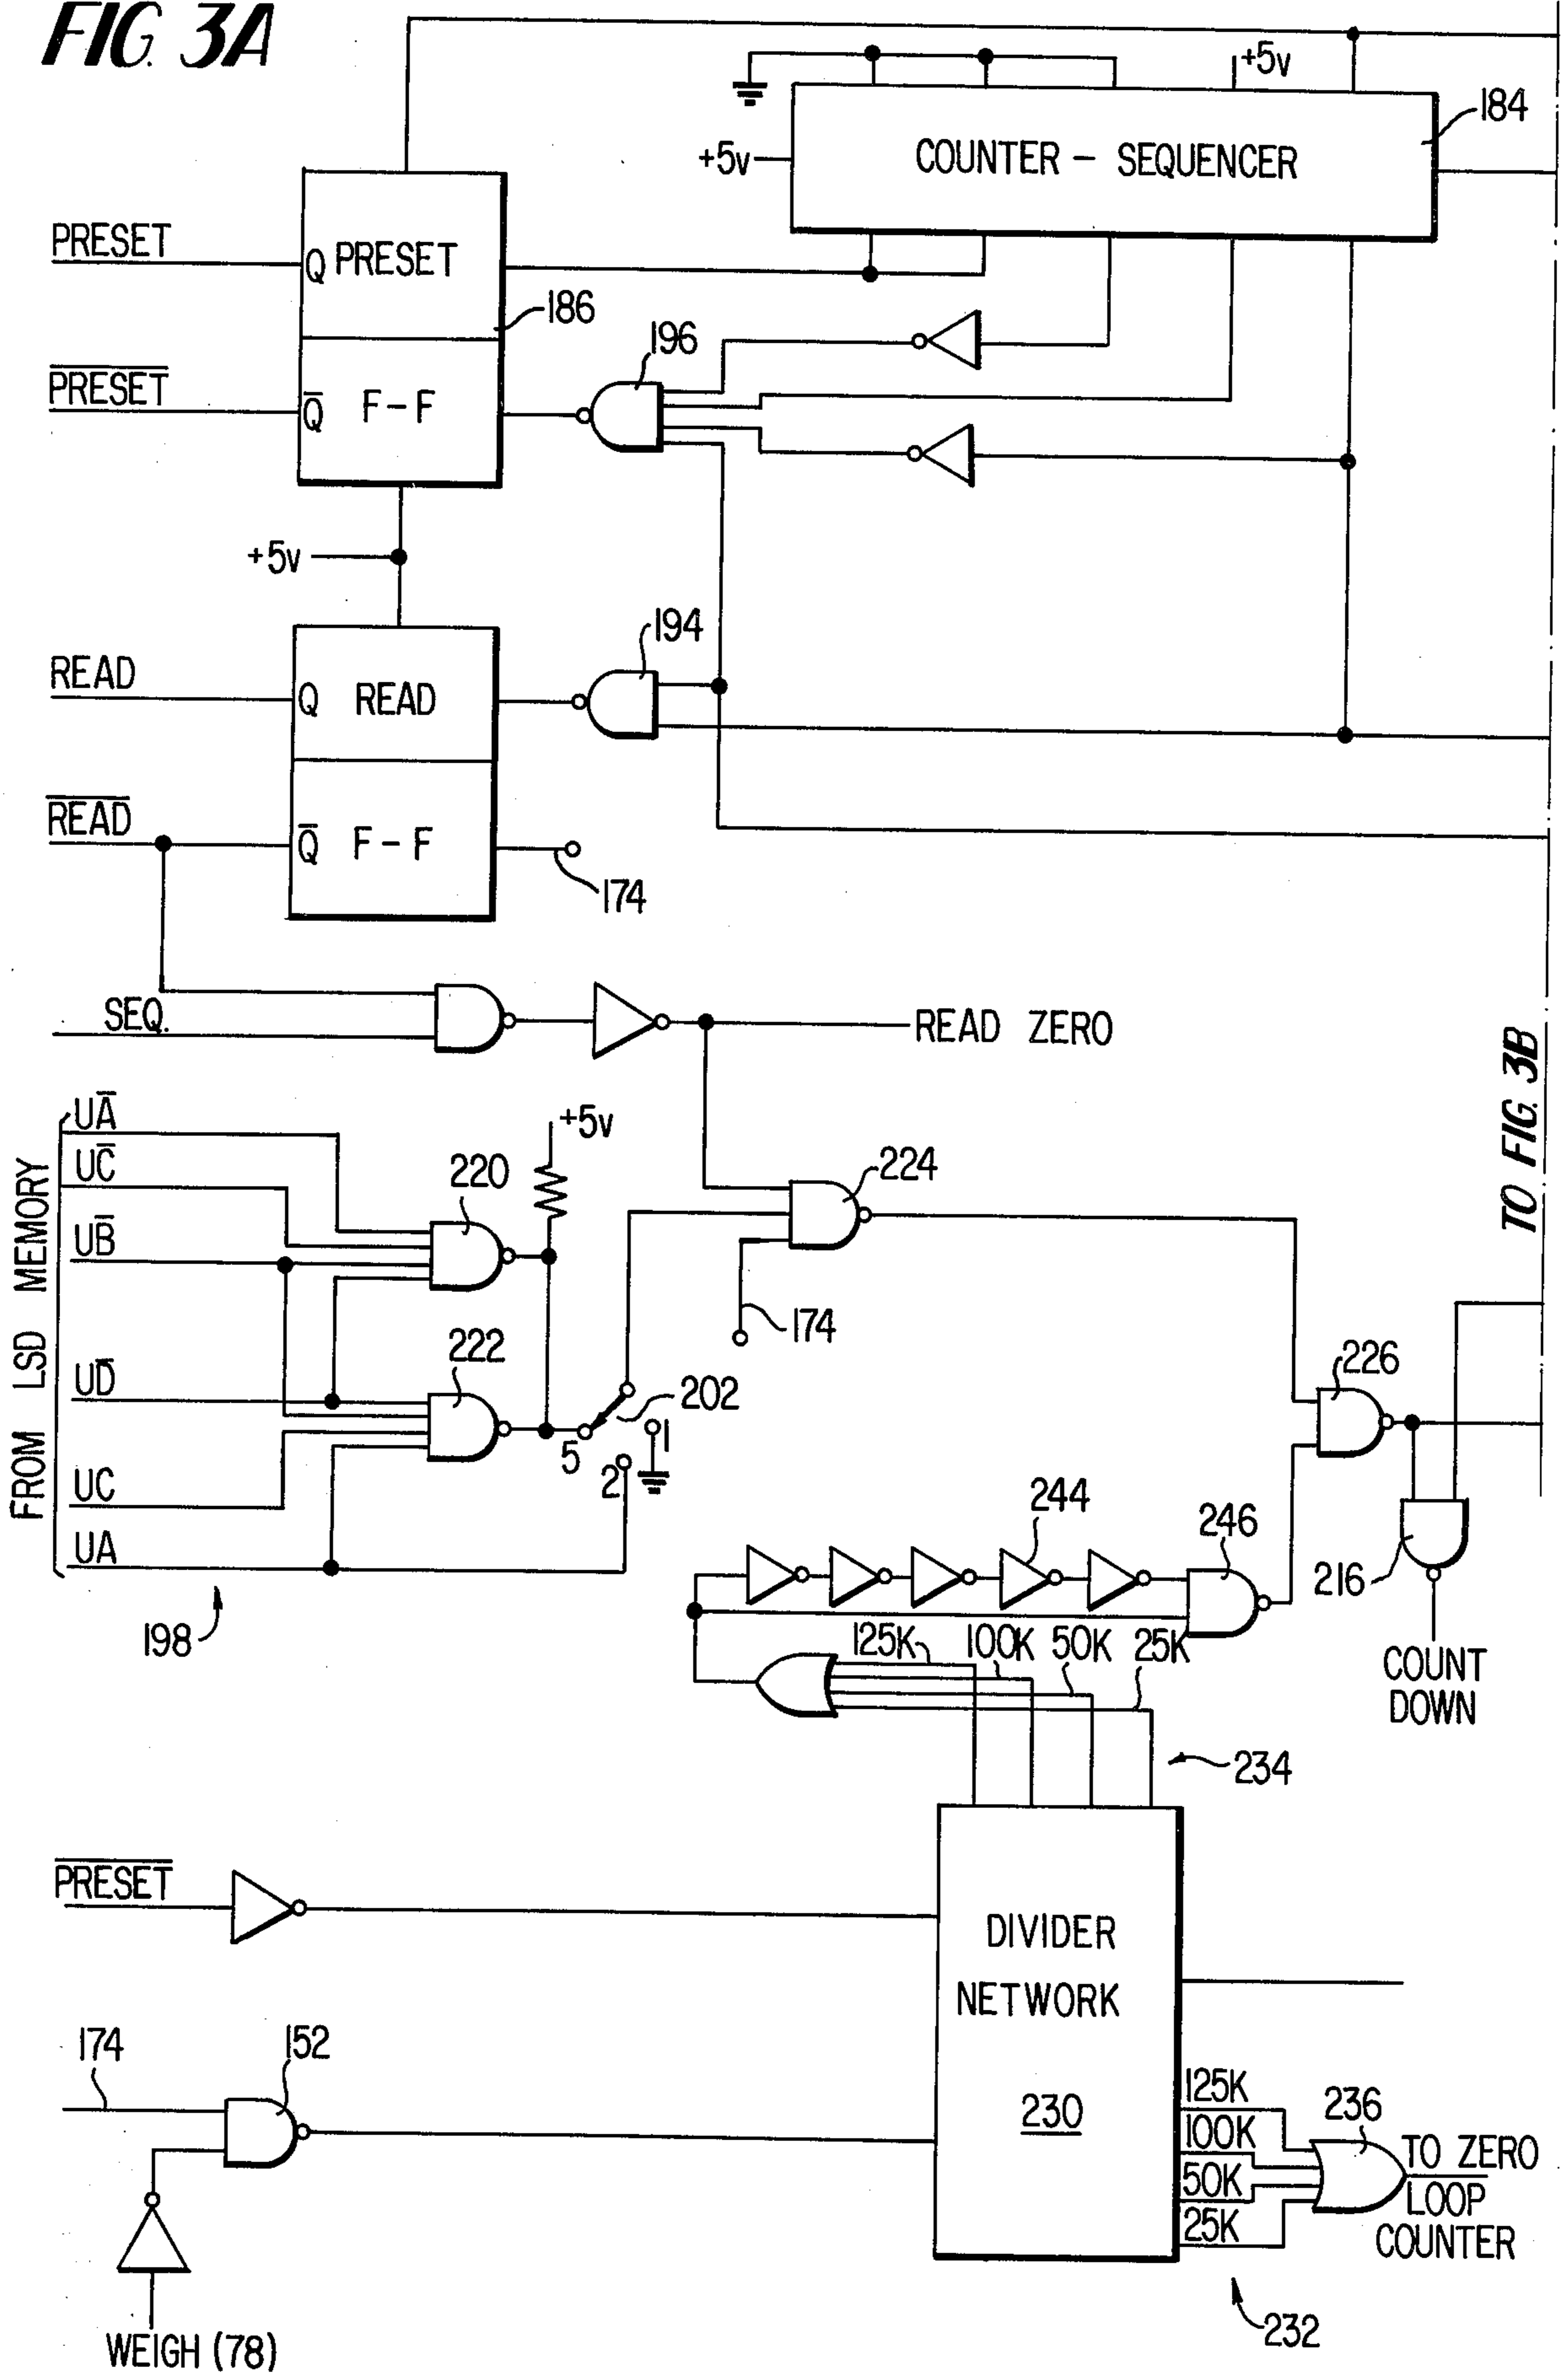 FIG. 3A
+5v
184
+5v
COUNTER - SEQUENCER
PRESET
Q PRESET
186
196
PRESET
Q̅ F-F
+5v
194
READ
Q READ
READ
Q̅ F-F
174
SEQ.
READ ZERO
TO FIG. 3B
FROM LSD MEMORY
UA̅
+5v
UC̅
220
224
UB̅
174
222
UD̅
202
226
5
1
2
UC
244
246
UA
216
198
125K
100K
50K
25K
COUNT
DOWN
234
PRESET
DIVIDER
NETWORK
174
152
230
125K
236
100K
TO ZERO
50K
LOOP
25K
COUNTER
232
WEIGH (78)